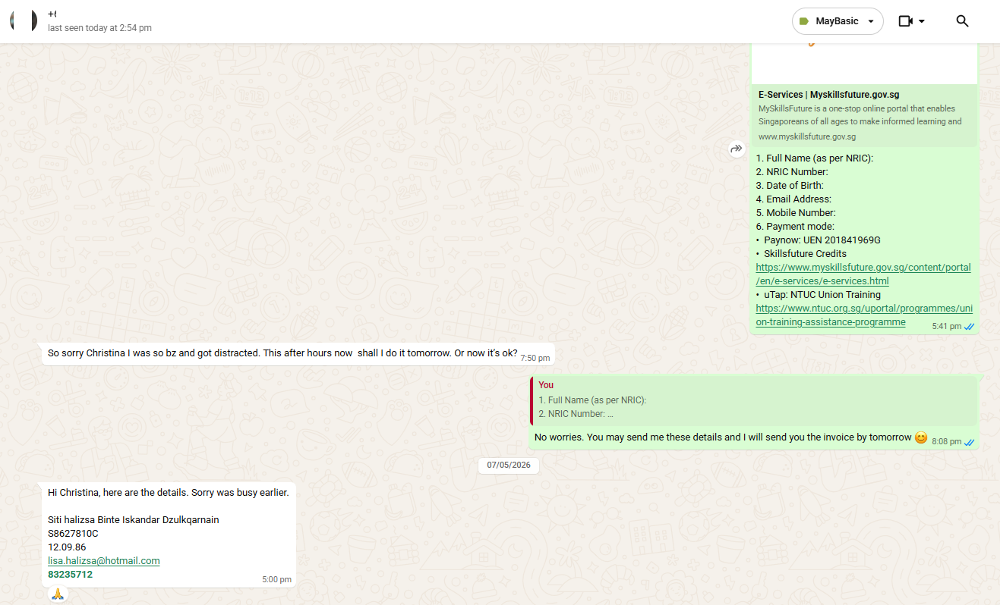 last seen today at 2:54 pm
MayBasic
E-Services | Myskillsfuture.gov.sg
MySkillsFuture is a one-stop online portal that enables
Singaporeans of all ages to make informed learning and
www.myskillsfuture.gov.sg
1. Full Name (as per NRIC):
2. NRIC Number:
3. Date of Birth:
4. Email Address:
5. Mobile Number:
6. Payment mode:
• Paynow: UEN 201841969G
• Skillsfuture Credits
https://www.myskillsfuture.gov.sg/content/portal
/en/e-services/e-services.html
• uTap: NTUC Union Training
https://www.ntuc.org.sg/uportal/programmes/uni
on-training-assistance-programme
5:41 pm
So sorry Christina I was so bz and got distracted. This after hours now  shall I do it tomorrow. Or now it's ok?
7:50 pm
You
1. Full Name (as per NRIC):
2. NRIC Number: ...
No worries. You may send me these details and I will send you the invoice by tomorrow 😊
8:08 pm
07/05/2026
Hi Christina, here are the details. Sorry was busy earlier.
Siti halizsa Binte Iskandar Dzulkqarnain
S8627810C
12.09.86
lisa.halizsa@hotmail.com
83235712
5:00 pm
🙏